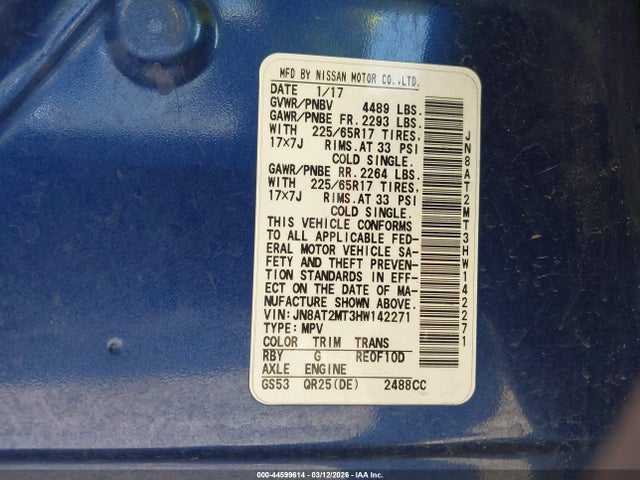 MFD BY NISSAN MOTOR CO.,LTD.
DATE 1/17
GVWR/PNBV 4489 LBS.
GAWR/PNBE FR. 2293 LBS.
WITH 225/65R17 TIRES,
17×7J RIMS.AT 33 PSI
COLD SINGLE.
GAWR/PNBE RR. 2264 LBS.
WITH 225/65R17 TIRES,
17×7J RIMS.AT 33 PSI
COLD SINGLE.
THIS VEHICLE CONFORMS
TO ALL APPLICABLE FED-
ERAL MOTOR VEHICLE SA-
FETY AND THEFT PREVEN-
TION STANDARDS IN EFF-
ECT ON THE DATE OF MA-
NUFACTURE SHOWN ABOVE.
VIN:JN8AT2MT3HW142271
TYPE:MPV
COLOR TRIM TRANS
RBY G RE0F10D
AXLE ENGINE
GS53 QR25(DE) 2488CC
JN8AT2MT3HW142271
000-44599614 - 03/12/2026 - IAA Inc.